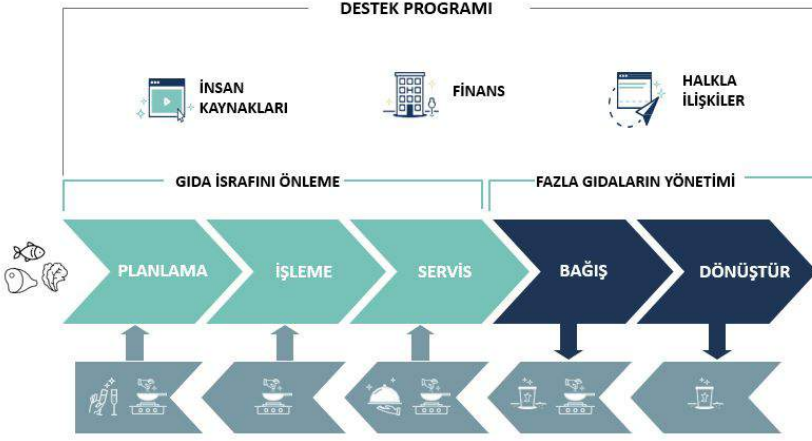 DESTEK PROGRAMI
İNSAN
KAYNAKLARI
FİNANS
HALKLA
İLİŞKİLER
GIDA İSRAFINI ÖNLEME
FAZLA GIDALARIN YÖNETİMİ
PLANLAMA
İŞLEME
SERVİS
BAĞIŞ
DÖNÜŞTÜR